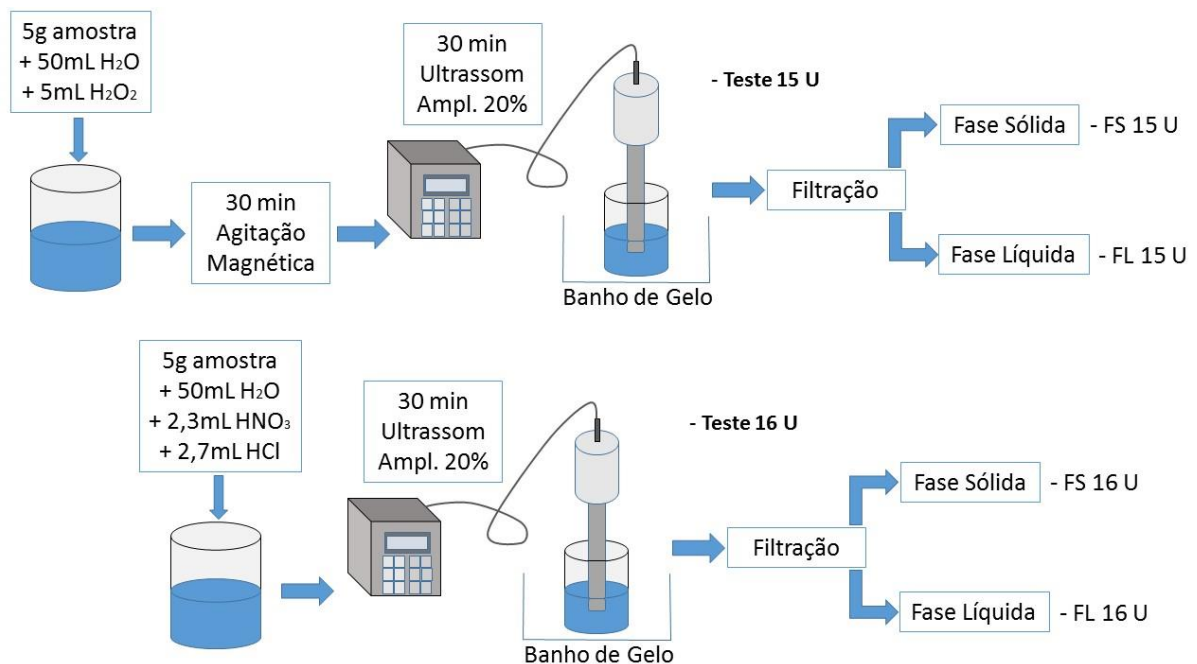 5g amostra
+ 50mL H₂O
+ 5mL H₂O₂
30 min
Agitação
Magnética
30 min
Ultrassom
Ampl. 20%
Banho de Gelo
- Teste 15 U
Filtração
Fase Sólida - FS 15 U
Fase Líquida - FL 15 U
5g amostra
+ 50mL H₂O
+ 2,3mL HNO₃
+ 2,7mL HCl
30 min
Ultrassom
Ampl. 20%
Banho de Gelo
- Teste 16 U
Filtração
Fase Sólida - FS 16 U
Fase Líquida - FL 16 U